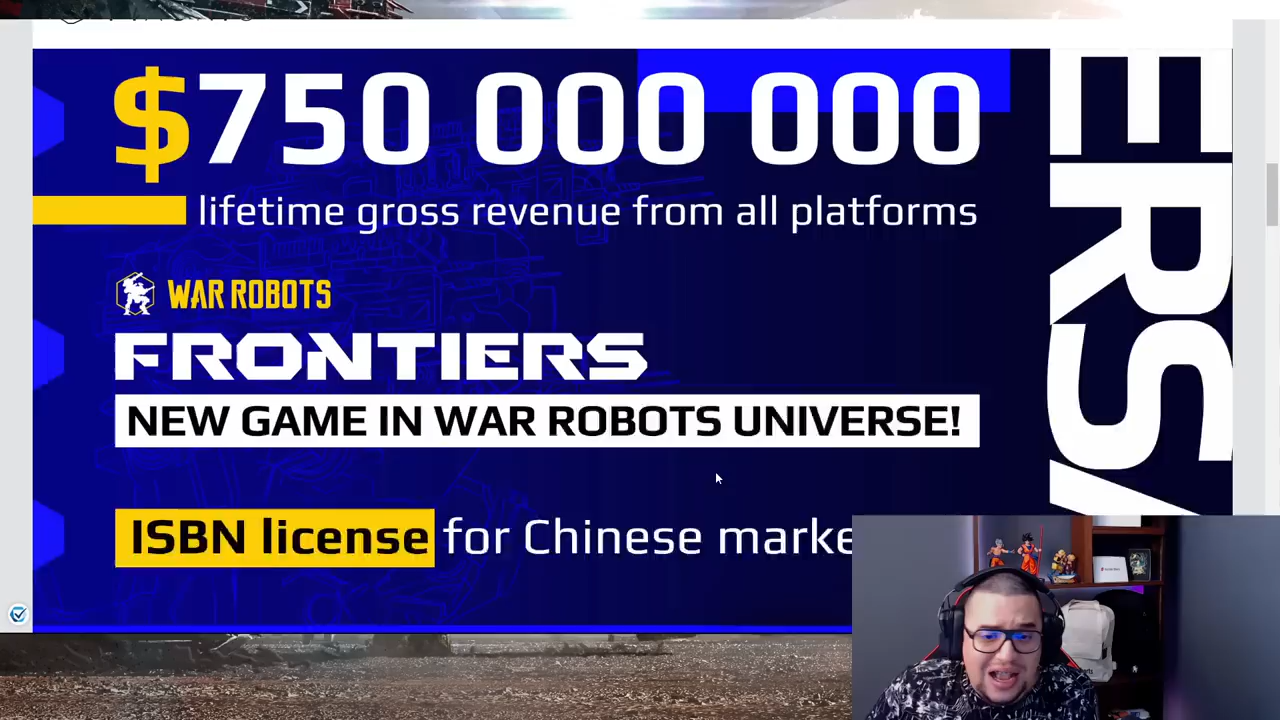 $750 000 000
lifetime gross revenue from all platforms
WAR ROBOTS
FRONTIERS
NEW GAME IN WAR ROBOTS UNIVERSE!
ISBN license for Chinese marke
ERSA